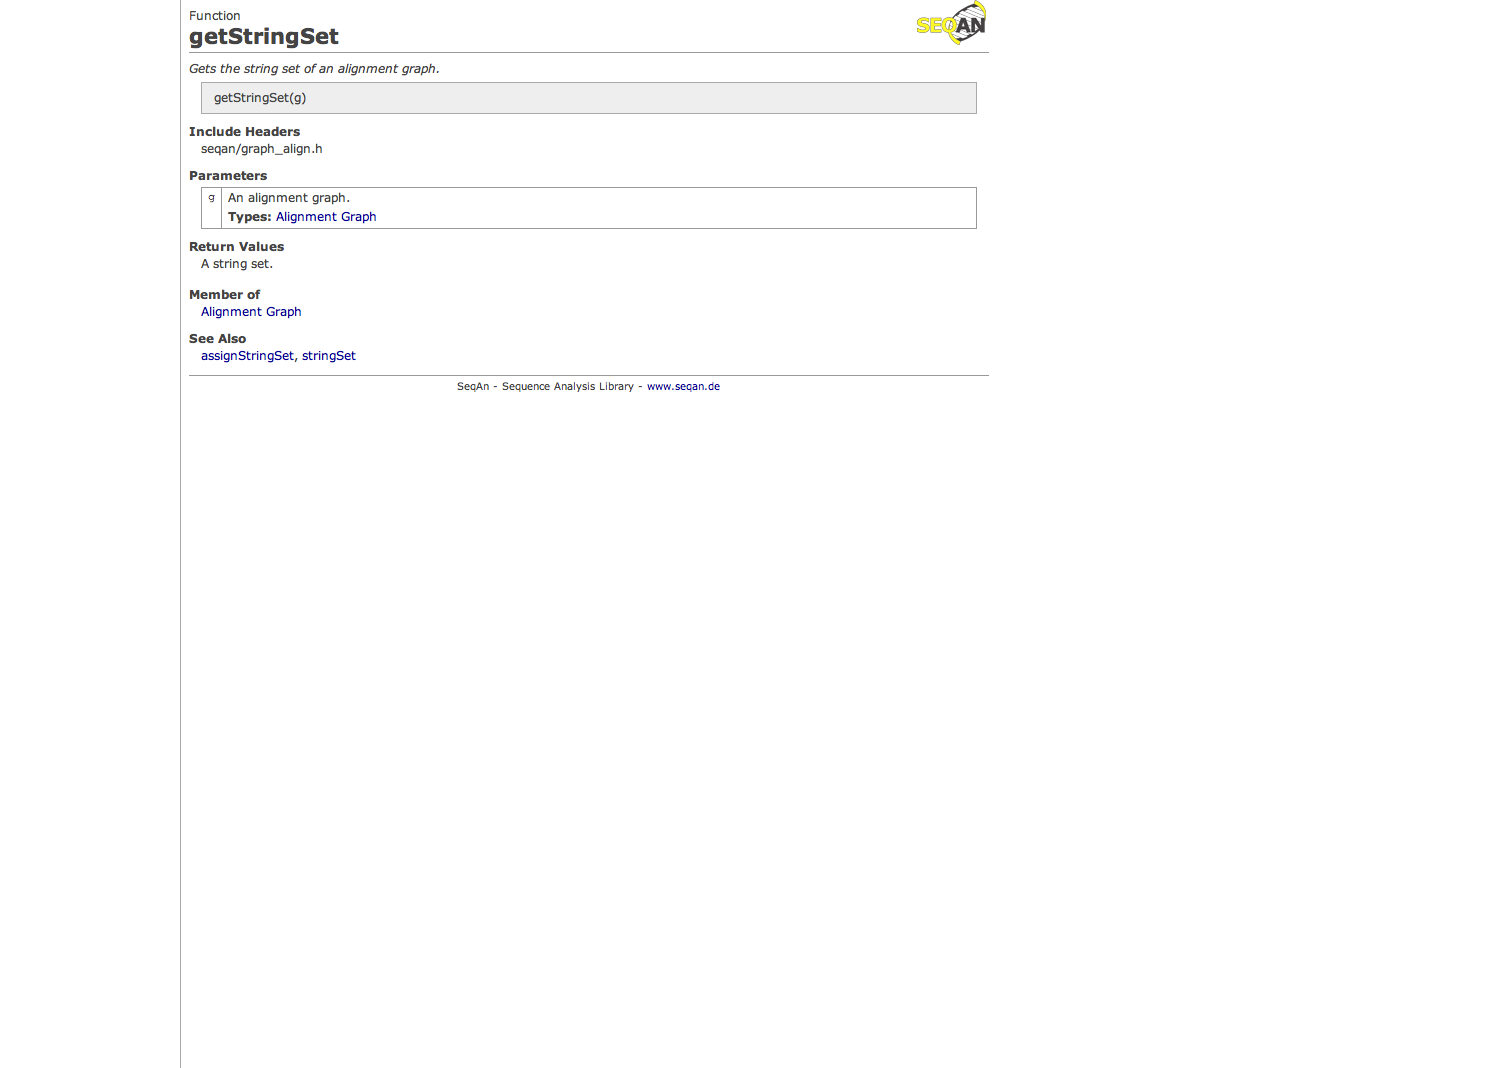 Function
SEQAN
getStringSet
Gets the string set of an alignment graph.
getStringSet(g)
Include Headers
seqan/graph_align.h
Parameters
g An alignment graph.
Types: Alignment Graph
Return Values
A string set.
Member of
Alignment Graph
See Also
assignStringSet, stringSet
SeqAn - Sequence Analysis Library - www.seqan.de